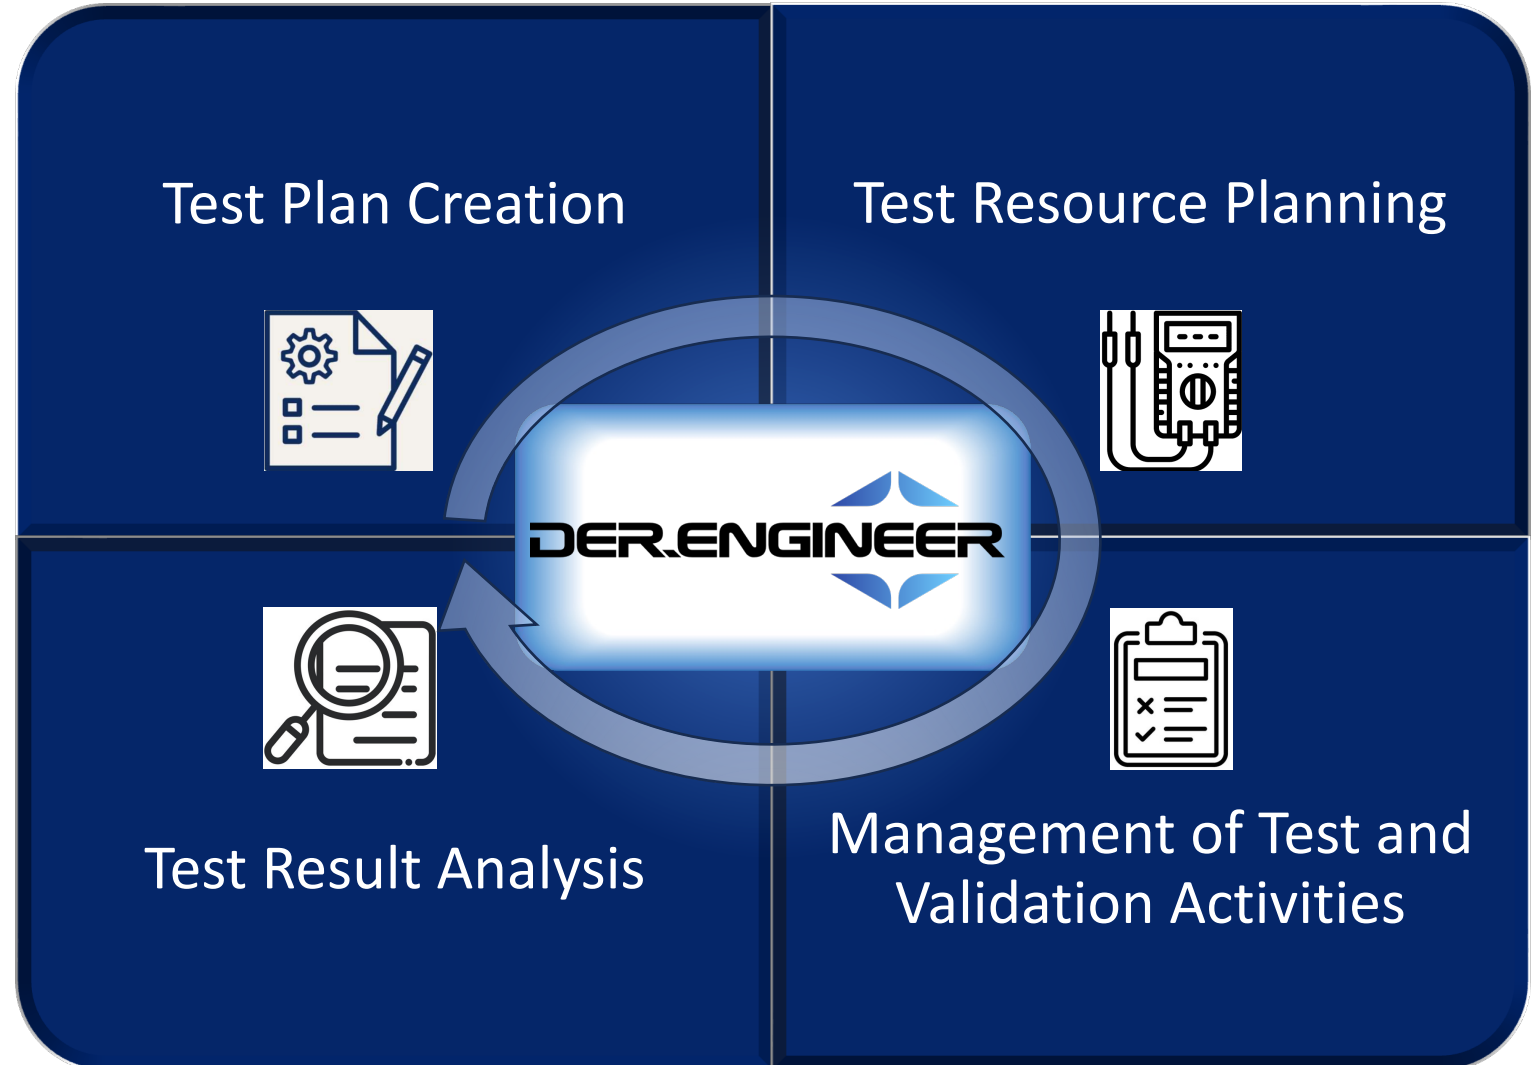 Test Plan Creation
Test Resource Planning
DER.ENGINEER
Test Result Analysis
Management of Test and
Validation Activities